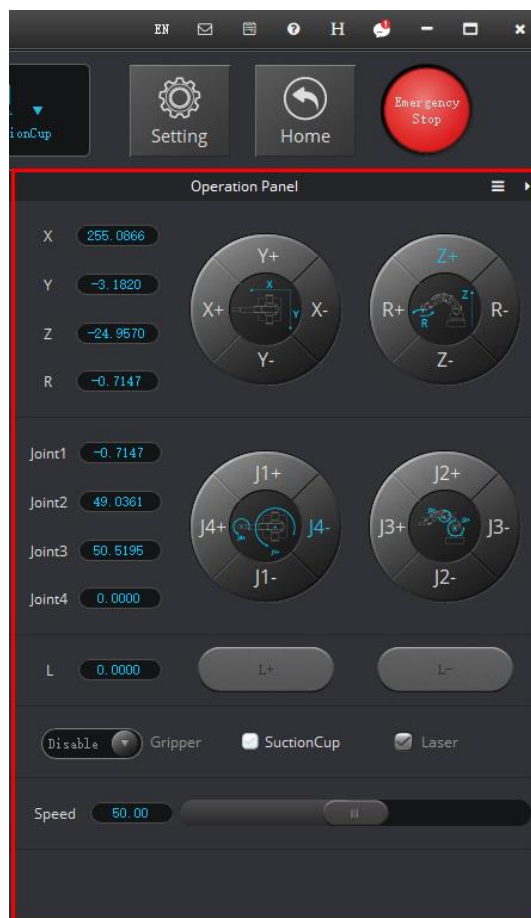 EN
H
Emergency
Stop
Setting
Home
ionCup
Operation Panel
X 255.0866
Y -3.1820
Z -24.9570
R -0.7147
Y+
X+
X-
Y-
X
Y
Z+
R+
R-
Z-
Z+
R
Joint1 -0.7147
Joint2 49.0361
Joint3 50.5195
Joint4 0.0000
J1+
J4+
J4-
J1-
J2+
J3+
J3-
J2-
L 0.0000
L+
L-
Disable
Gripper
SuctionCup
Laser
Speed 50.00